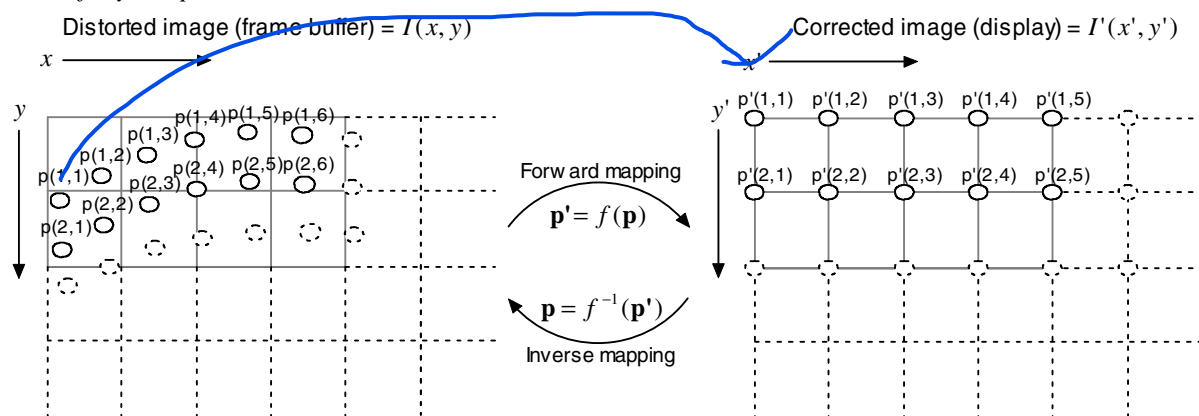 Distorted image (frame buffer) = I(x, y)
Corrected image (display) = I'(x', y')
x
x'
y
y'
p(1,1) p(1,2) p(1,3) p(1,4) p(1,5) p(1,6)
p(2,1) p(2,2) p(2,3) p(2,4) p(2,5) p(2,6)
Forward mapping
p' = f(p)
p = f⁻¹(p')
Inverse mapping
p'(1,1) p'(1,2) p'(1,3) p'(1,4) p'(1,5)
p'(2,1) p'(2,2) p'(2,3) p'(2,4) p'(2,5)